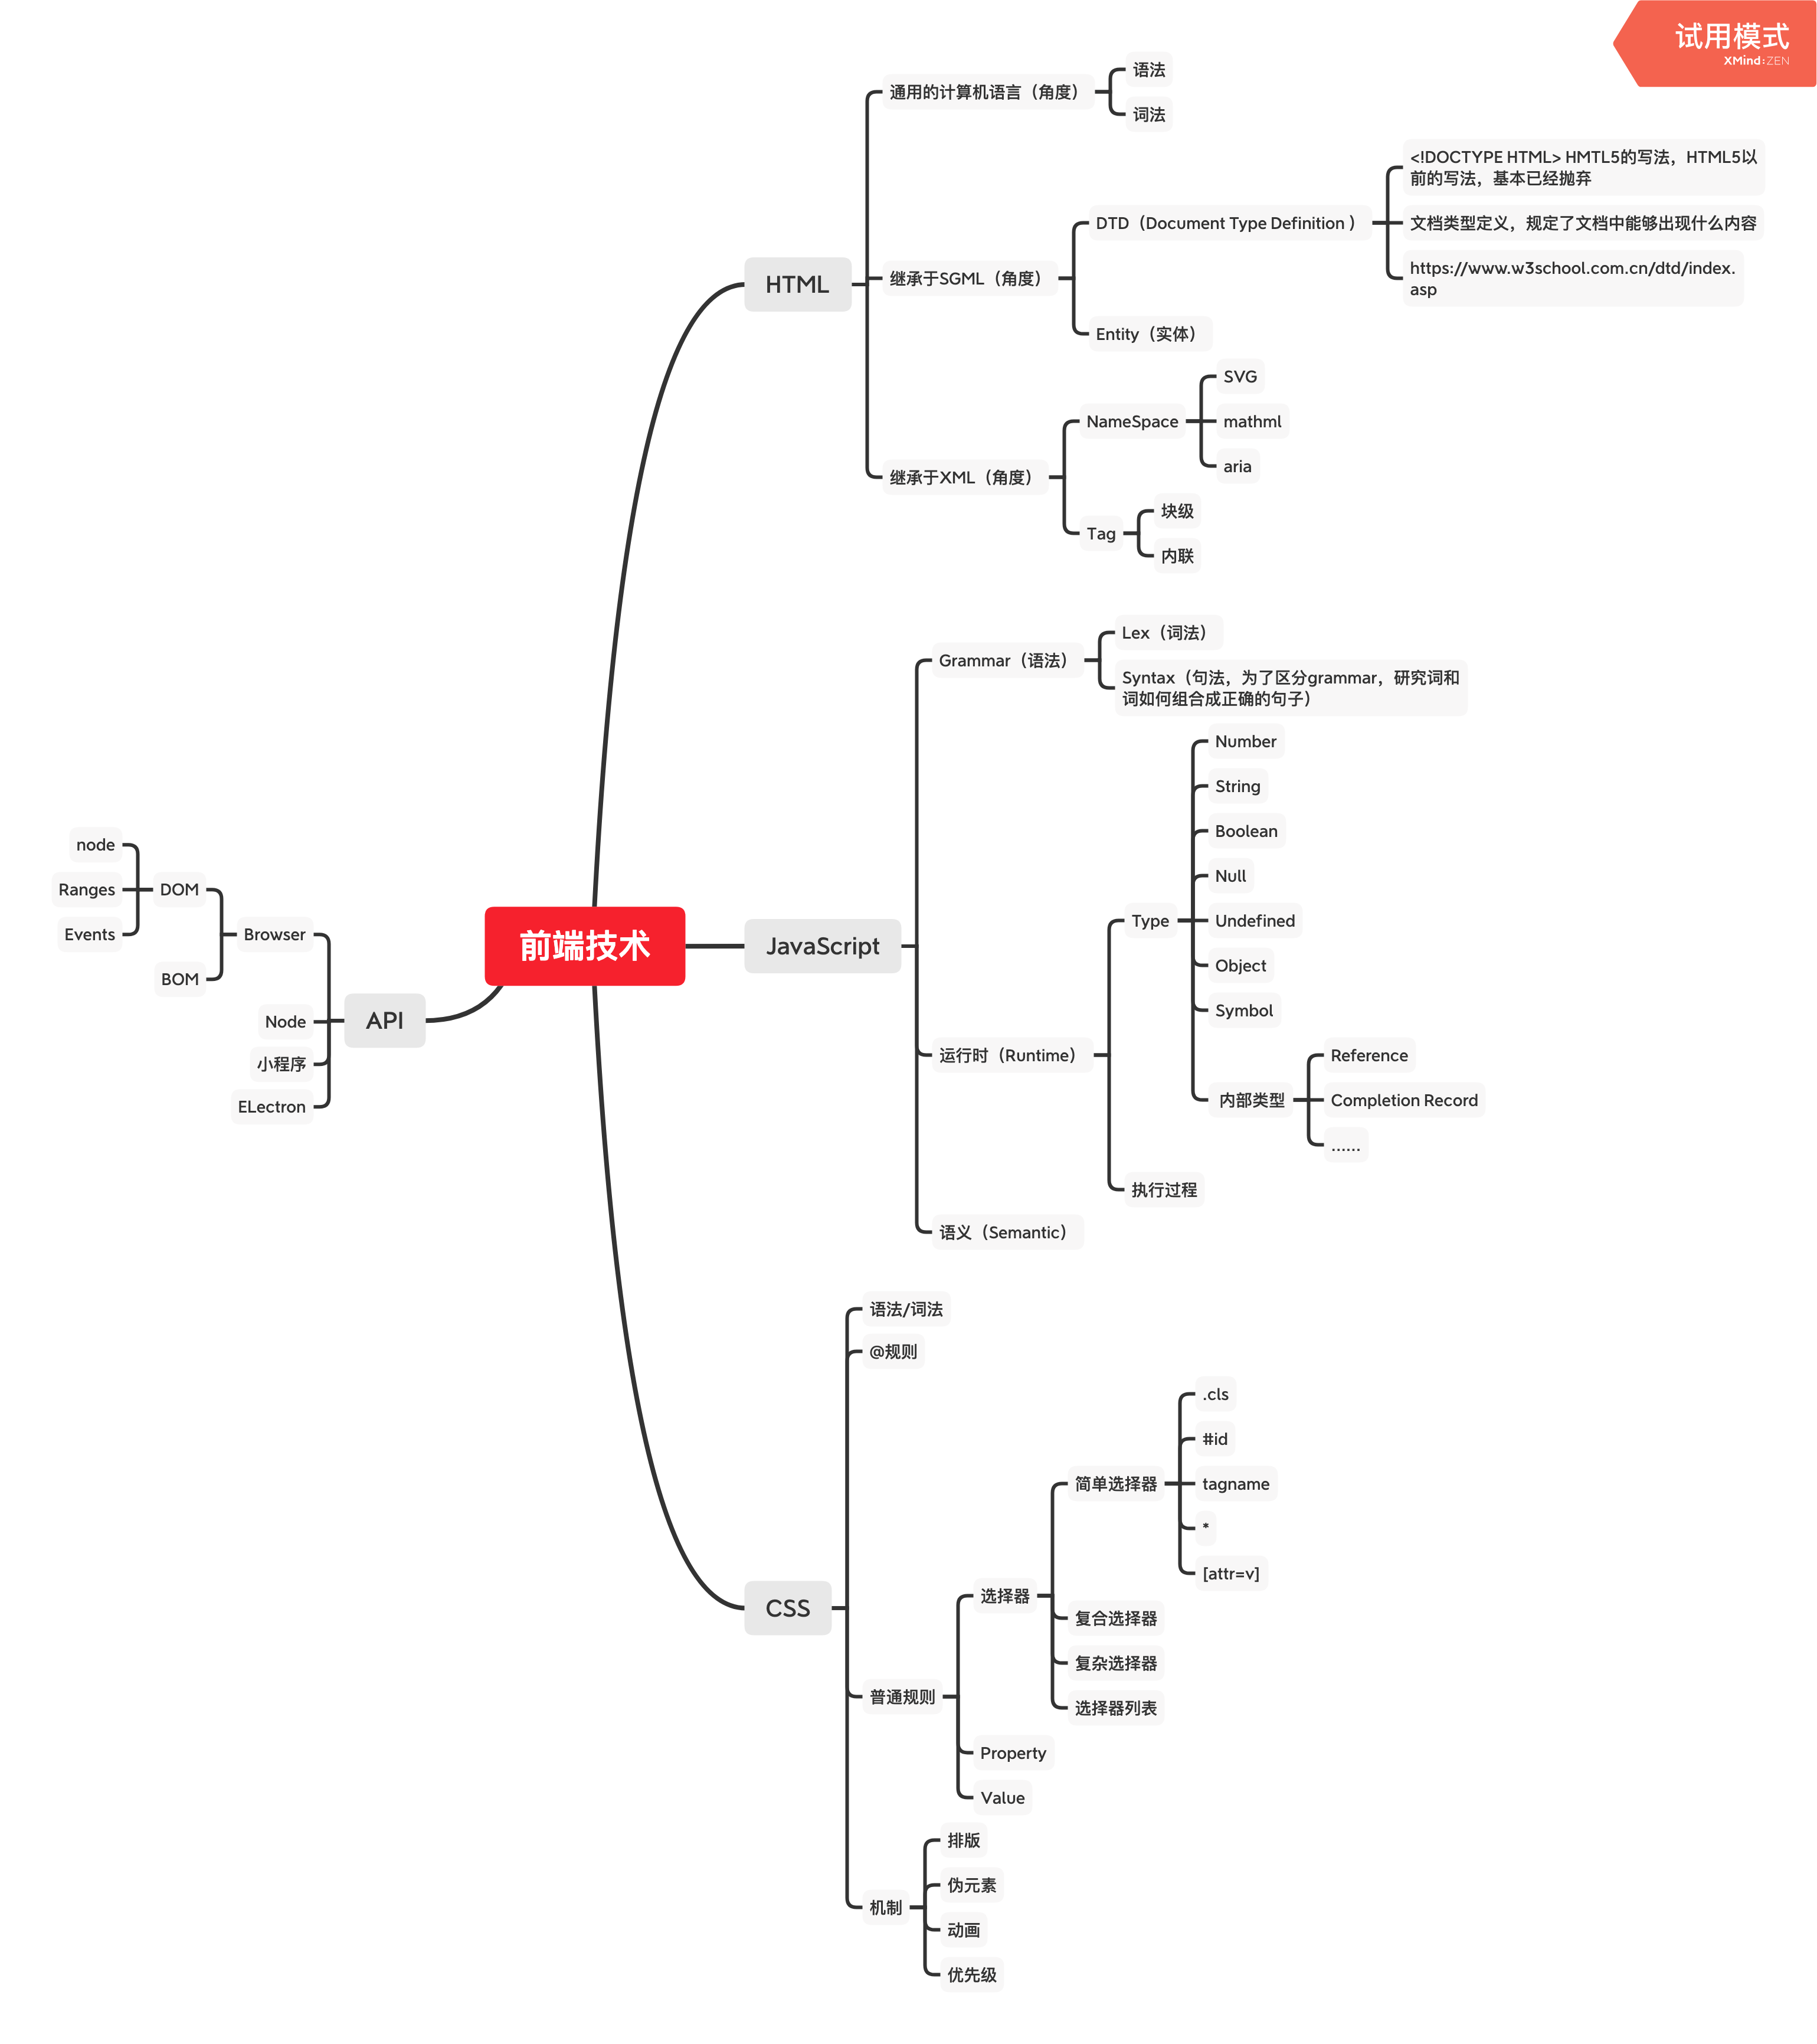 试用模式
XMind:ZEN
HTML
通用的计算机语言（角度）
语法
词法
继承于SGML（角度）
DTD（Document Type Definition ）
<!DOCTYPE HTML> HMTL5的写法，HTML5以
前的写法，基本已经抛弃
文档类型定义，规定了文档中能够出现什么内容
https://www.w3school.com.cn/dtd/index.
asp
Entity（实体）
继承于XML（角度）
NameSpace
SVG
mathml
aria
Tag
块级
内联
前端技术
JavaScript
Grammar（语法）
Lex（词法）
Syntax（句法，为了区分grammar，研究词和
词如何组合成正确的句子）
运行时（Runtime）
Type
Number
String
Boolean
Null
Undefined
Object
Symbol
内部类型
Reference
Completion Record
……
执行过程
语义（Semantic）
CSS
语法/词法
@规则
普通规则
选择器
简单选择器
.cls
#id
tagname
*
[attr=v]
复合选择器
复杂选择器
选择器列表
Property
Value
机制
排版
伪元素
动画
优先级
API
Browser
DOM
node
Ranges
Events
BOM
Node
小程序
ELectron